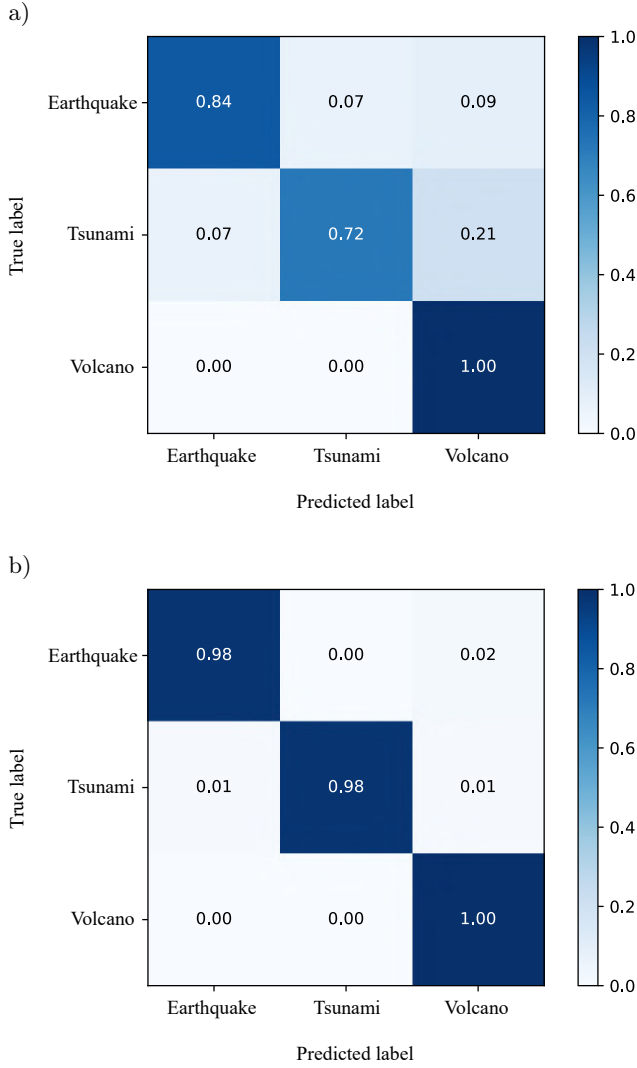 a)
1.0
Earthquake 0.84 0.07 0.09
0.8
0.6
True label
Tsunami 0.07 0.72 0.21
0.4
0.2
Volcano 0.00 0.00 1.00
0.0
Earthquake Tsunami Volcano
Predicted label
b)
1.0
Earthquake 0.98 0.00 0.02
0.8
0.6
True label
Tsunami 0.01 0.98 0.01
0.4
0.2
Volcano 0.00 0.00 1.00
0.0
Earthquake Tsunami Volcano
Predicted label